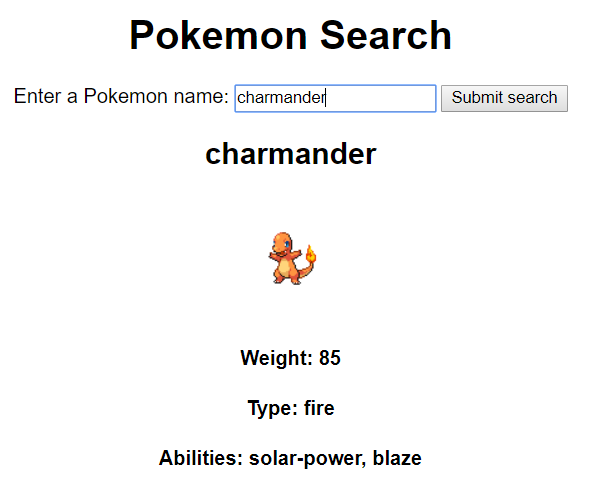 Pokemon Search
Enter a Pokemon name: charmander Submit search
charmander
Weight: 85
Type: fire
Abilities: solar-power, blaze